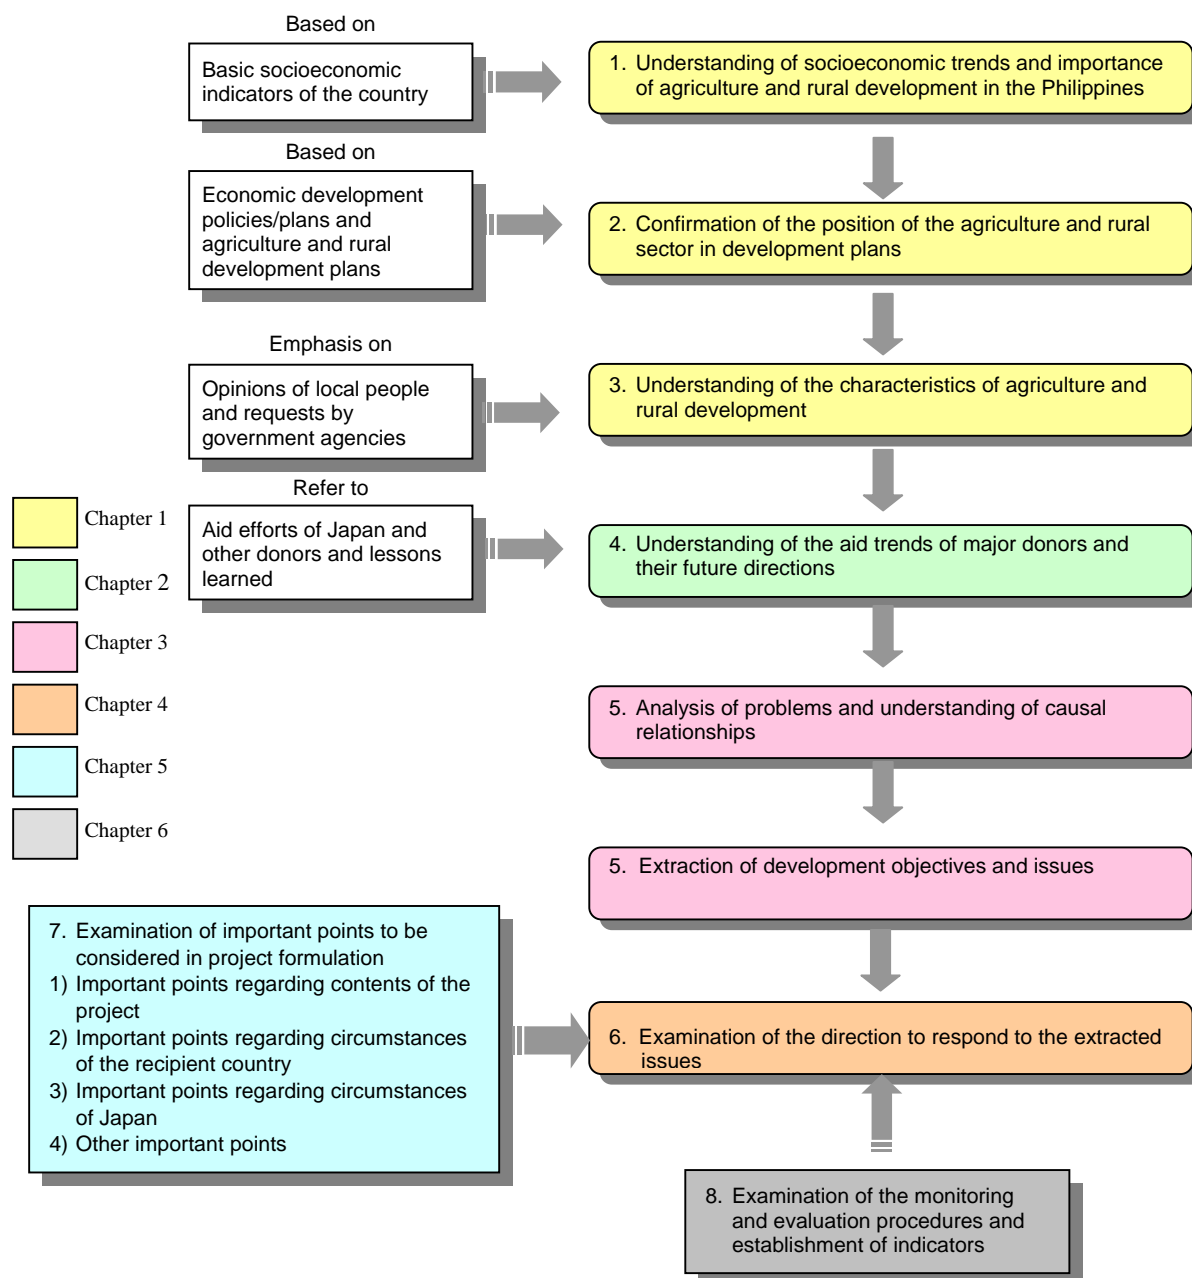 Based on
Basic socioeconomic
indicators of the country
1. Understanding of socioeconomic trends and importance
of agriculture and rural development in the Philippines
Based on
Economic development
policies/plans and
agriculture and rural
development plans
2. Confirmation of the position of the agriculture and rural
sector in development plans
Emphasis on
Opinions of local people
and requests by
government agencies
3. Understanding of the characteristics of agriculture and
rural development
Refer to
Aid efforts of Japan and
other donors and lessons
learned
4. Understanding of the aid trends of major donors and
their future directions
Chapter 1
Chapter 2
Chapter 3
Chapter 4
Chapter 5
Chapter 6
5. Analysis of problems and understanding of causal
relationships
5. Extraction of development objectives and issues
7. Examination of important points to be
considered in project formulation
1) Important points regarding contents of the
project
2) Important points regarding circumstances
of the recipient country
3) Important points regarding circumstances
of Japan
4) Other important points
6. Examination of the direction to respond to the extracted
issues
8. Examination of the monitoring
and evaluation procedures and
establishment of indicators